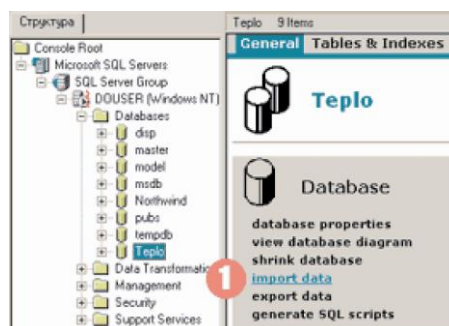 Структура
Console Root
Microsoft SQL Servers
SQL Server Group
DOUSER (Windows NT)
Databases
disp
master
model
msdb
Northwind
pubs
tempdb
Teplo
Data Transformatio
Management
Security
Support Services
Teplo 9 Items
General Tables & Indexes
Teplo
Database
database properties
view database diagram
shrink database
1 import data
export data
generate SQL scripts